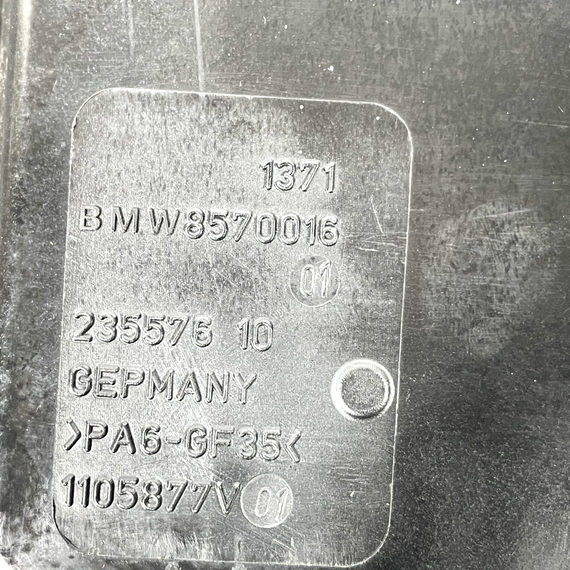 1371
BMW8570016
01
235576 10
GEPMANY
>PA6-GF35<
1105877V 01